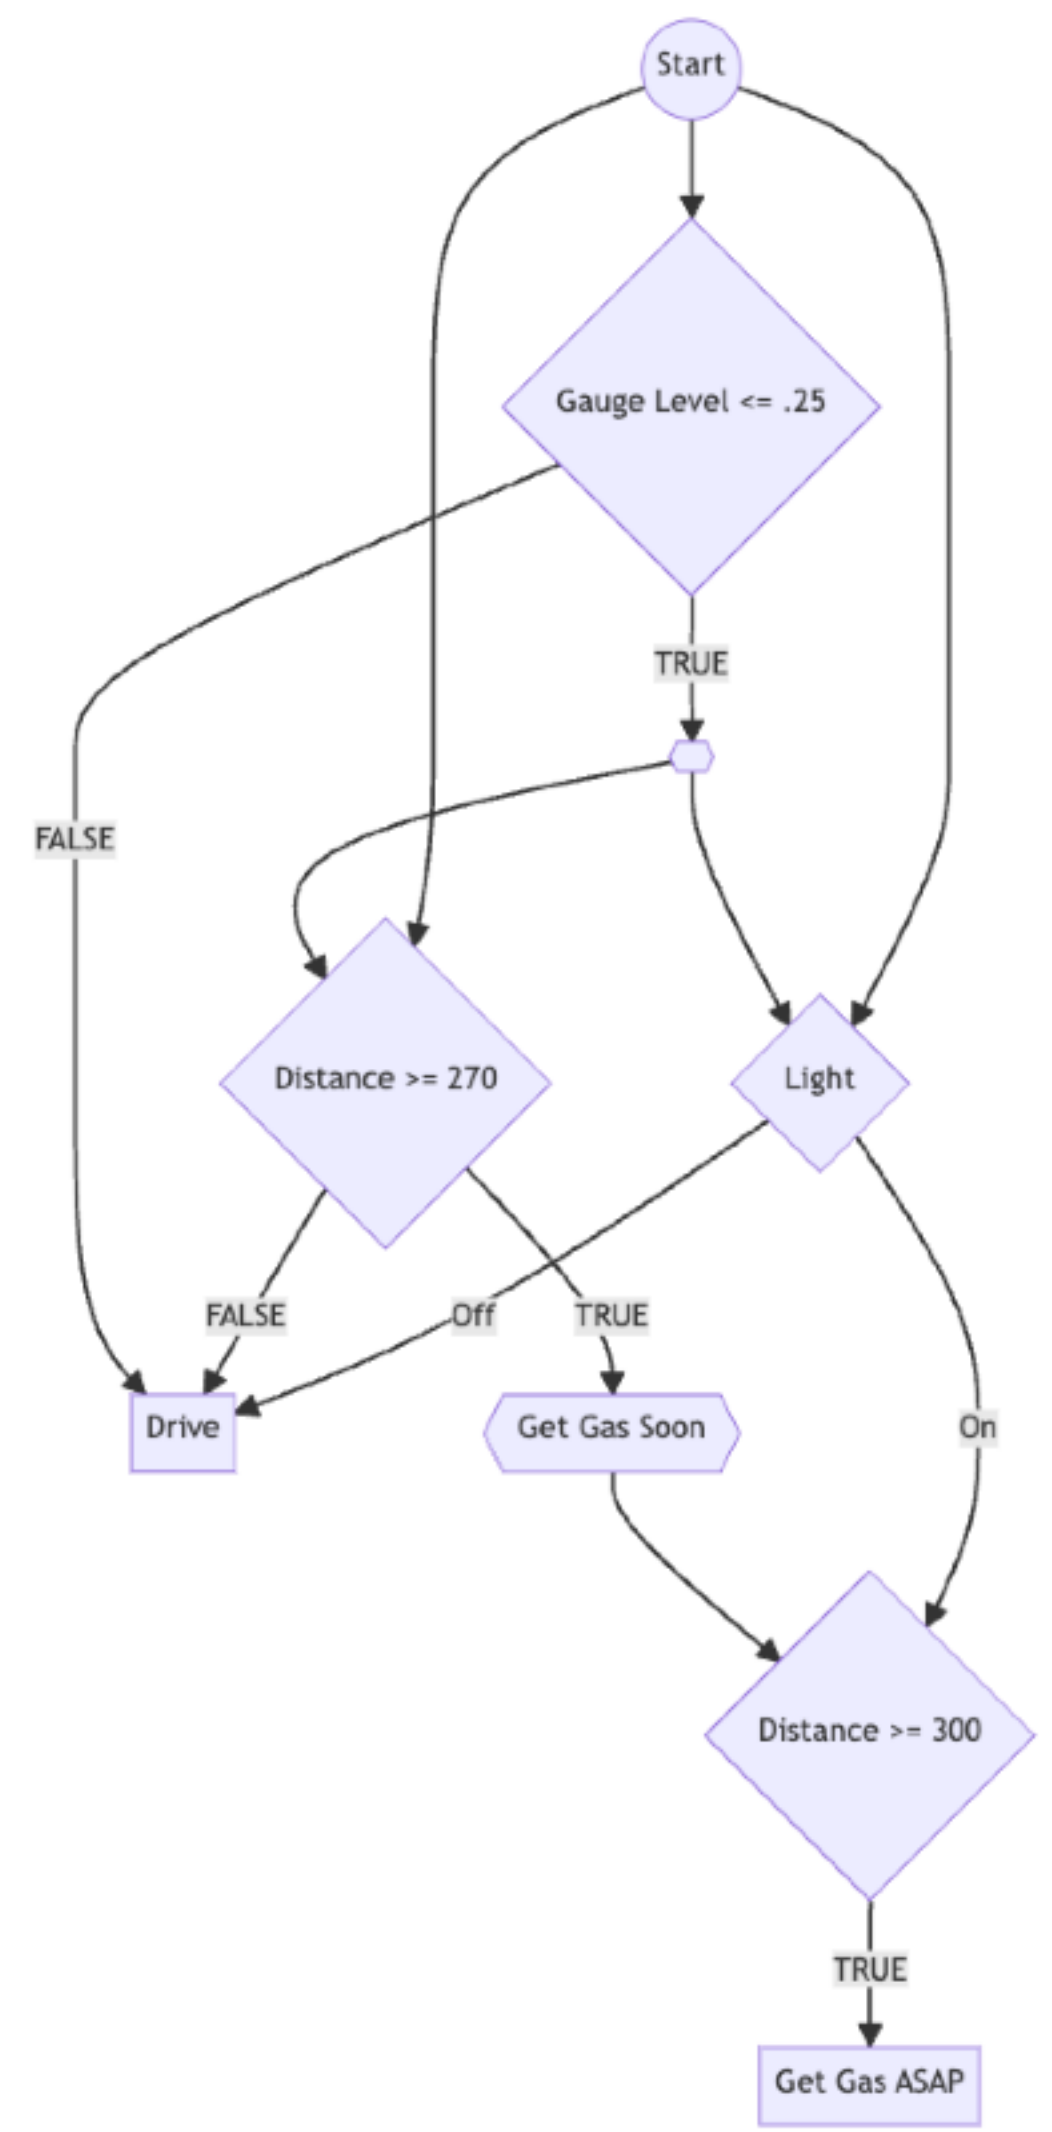 Start
Gauge Level <= .25
TRUE
FALSE
Distance >= 270
Light
FALSE
Off
TRUE
Drive
Get Gas Soon
On
Distance >= 300
TRUE
Get Gas ASAP